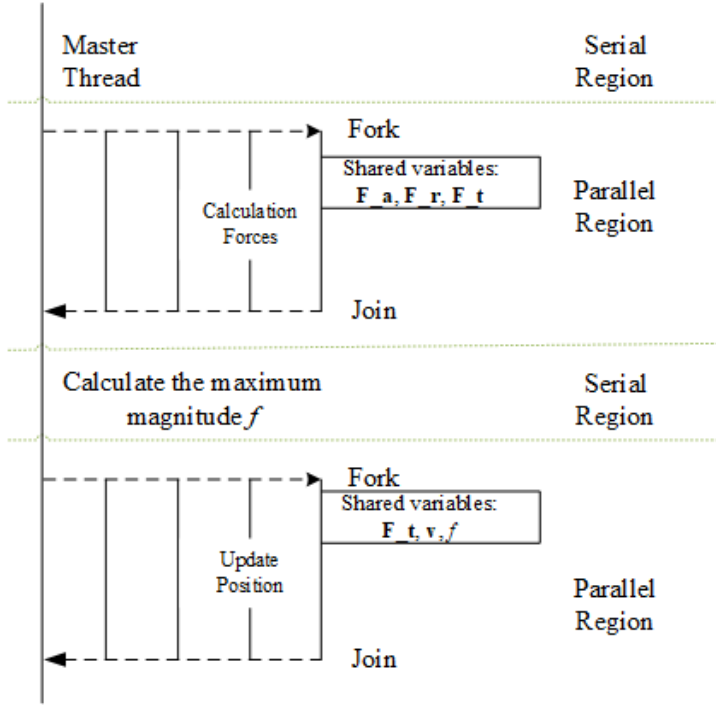 Master
Thread
Serial
Region
Fork
Shared variables:
F_a, F_r, F_t
Calculation
Forces
Parallel
Region
Join
Calculate the maximum
magnitude f
Serial
Region
Fork
Shared variables:
F_t, v, f
Update
Position
Parallel
Region
Join